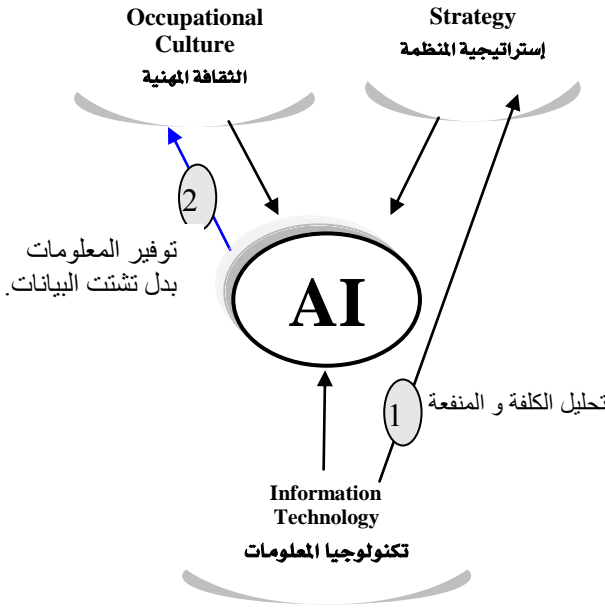 Occupational
Culture
الثقافة المهنية
Strategy
إستراتيجية المنظمة
2
توفير المعلومات
بدل تشتت البيانات.
AI
1
تحليل الكلفة و المنفعة
Information
Technology
تكنولوجيا المعلومات